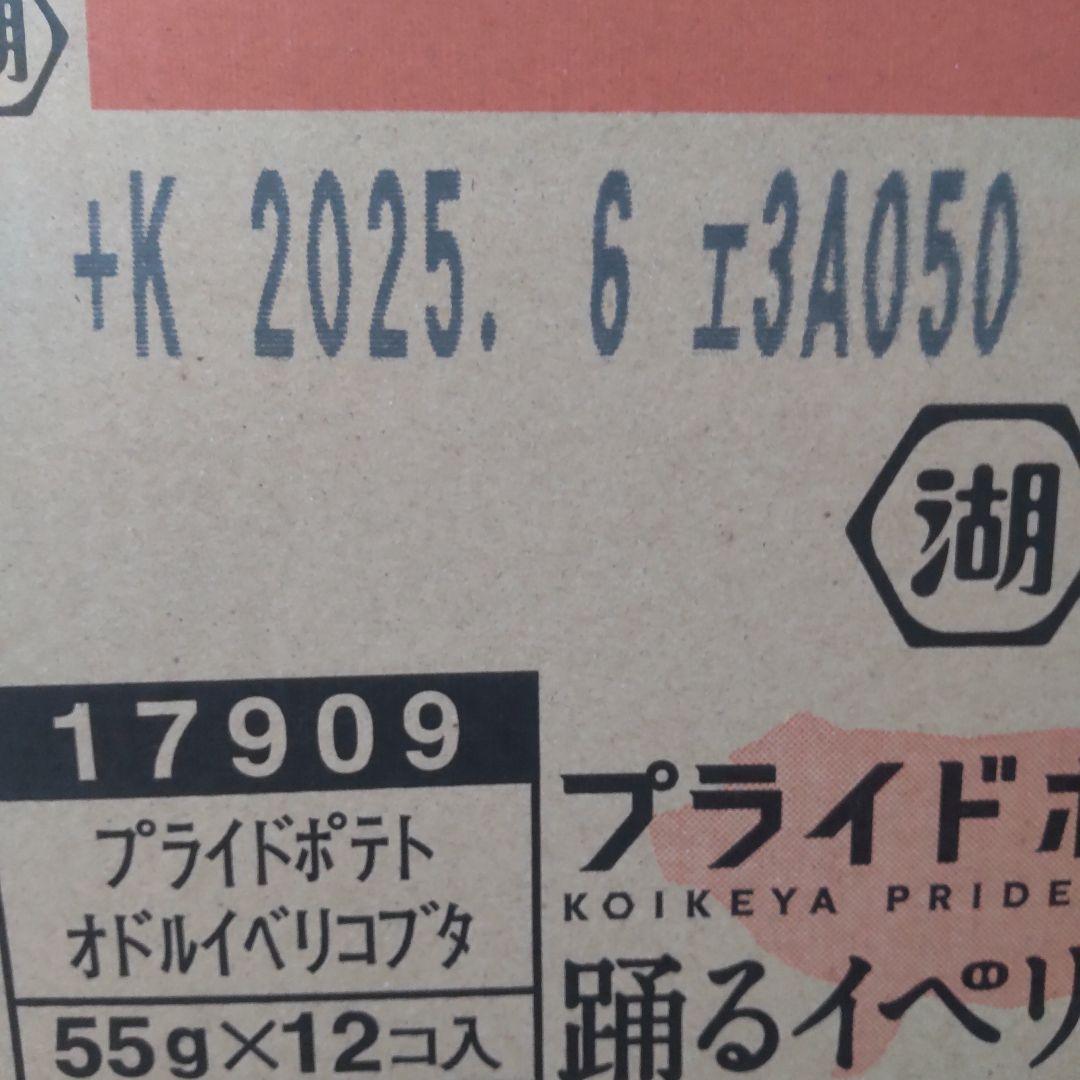 湖
+K 2025. 6 エ3A050
湖
17909
プライドポテト
オドルイベリコブタ
55g×12コ入
プライドポ
KOIKEYA PRIDE
踊るイベリ